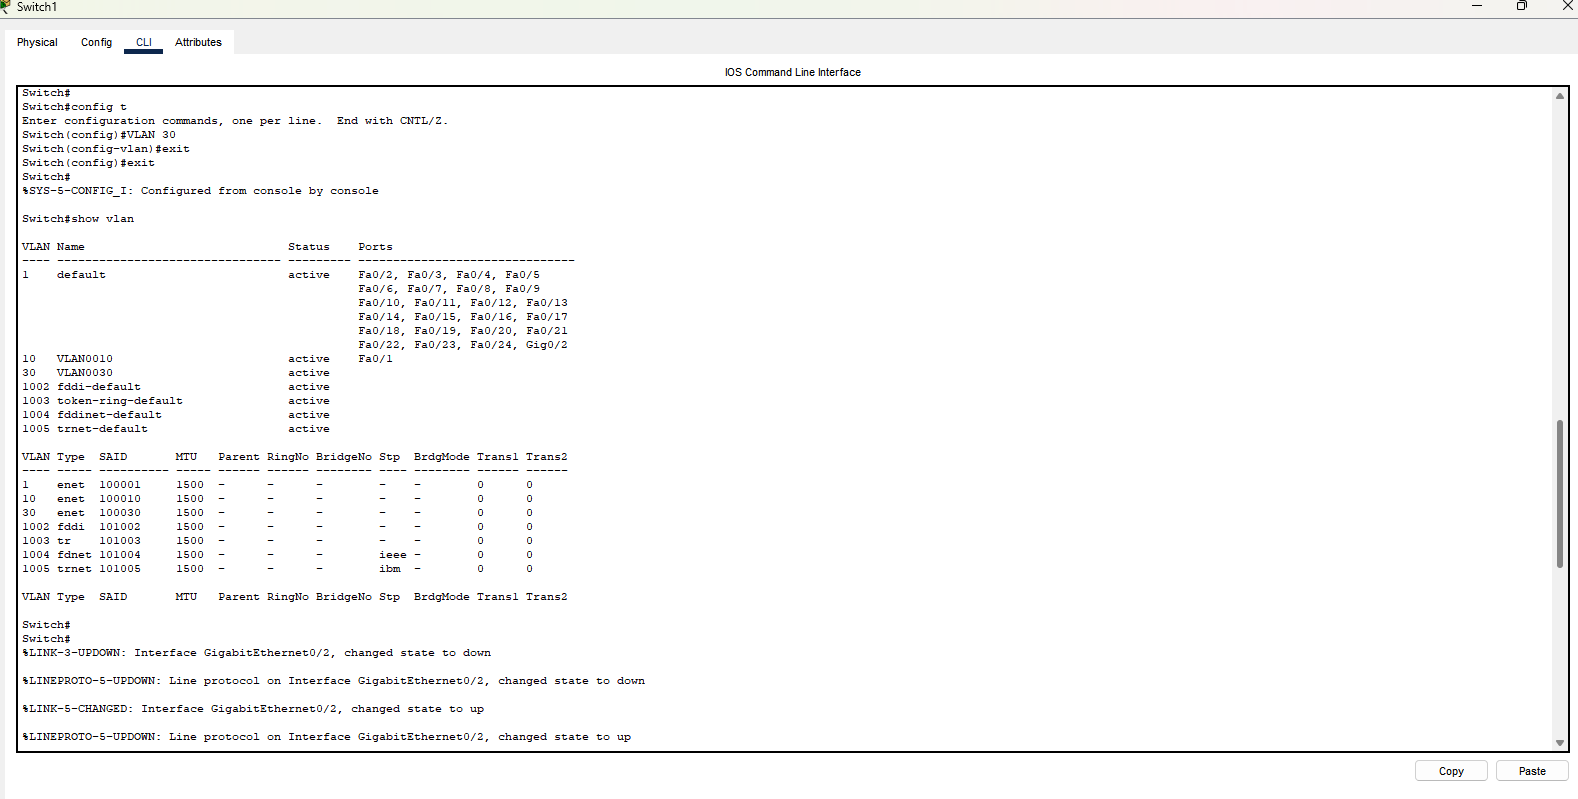 Switch1
Physical Config CLI Attributes
IOS Command Line Interface
Switch#
Switch#config t
Enter configuration commands, one per line.  End with CNTL/Z.
Switch(config)#VLAN 30
Switch(config-vlan)#exit
Switch(config)#exit
Switch#
%SYS-5-CONFIG_I: Configured from console by console
Switch#show vlan
VLAN Name                             Status    Ports
---- -------------------------------- --------- -------------------------------
1    default                          active    Fa0/2, Fa0/3, Fa0/4, Fa0/5
                                                Fa0/6, Fa0/7, Fa0/8, Fa0/9
                                                Fa0/10, Fa0/11, Fa0/12, Fa0/13
                                                Fa0/14, Fa0/15, Fa0/16, Fa0/17
                                                Fa0/18, Fa0/19, Fa0/20, Fa0/21
                                                Fa0/22, Fa0/23, Fa0/24, Gig0/2
10   VLAN0010                         active    Fa0/1
30   VLAN0030                         active
1002 fddi-default                     active
1003 token-ring-default               active
1004 fddinet-default                  active
1005 trnet-default                    active
VLAN Type  SAID       MTU   Parent RingNo BridgeNo Stp  BrdgMode Trans1 Trans2
---- ----- ---------- ----- ------ ------ -------- ---- -------- ------ ------
1    enet  100001     1500  -      -      -        -    -        0      0
10   enet  100010     1500  -      -      -        -    -        0      0
30   enet  100030     1500  -      -      -        -    -        0      0
1002 fddi  101002     1500  -      -      -        -    -        0      0
1003 tr    101003     1500  -      -      -        -    -        0      0
1004 fdnet 101004     1500  -      -      -        ieee -        0      0
1005 trnet 101005     1500  -      -      -        ibm  -        0      0
VLAN Type  SAID       MTU   Parent RingNo BridgeNo Stp  BrdgMode Trans1 Trans2
Switch#
Switch#
%LINK-3-UPDOWN: Interface GigabitEthernet0/2, changed state to down
%LINEPROTO-5-UPDOWN: Line protocol on Interface GigabitEthernet0/2, changed state to down
%LINK-5-CHANGED: Interface GigabitEthernet0/2, changed state to up
%LINEPROTO-5-UPDOWN: Line protocol on Interface GigabitEthernet0/2, changed state to up
Copy Paste